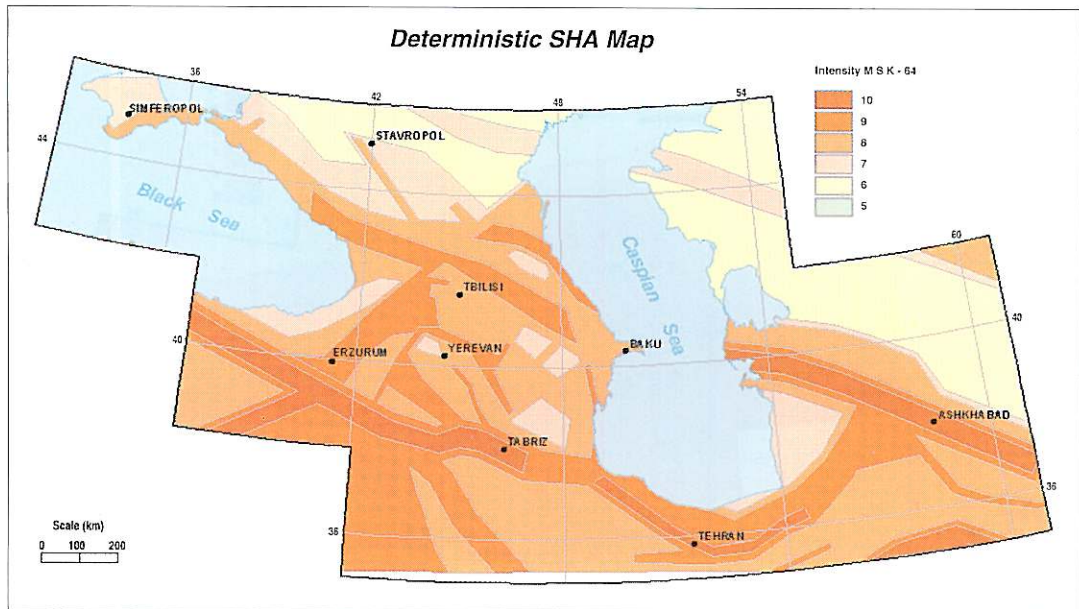 Deterministic SHA Map
Intensity M S K - 64
10
9
8
7
6
5
36
42
48
54
60
44
40
36
40
36
SIMFEROPOL
STAVROPOL
Black Sea
Caspian Sea
TBILISI
ERZURUM
YEREVAN
BAKU
TABRIZ
ASHKHABAD
TEHRAN
Scale (km)
0 100 200